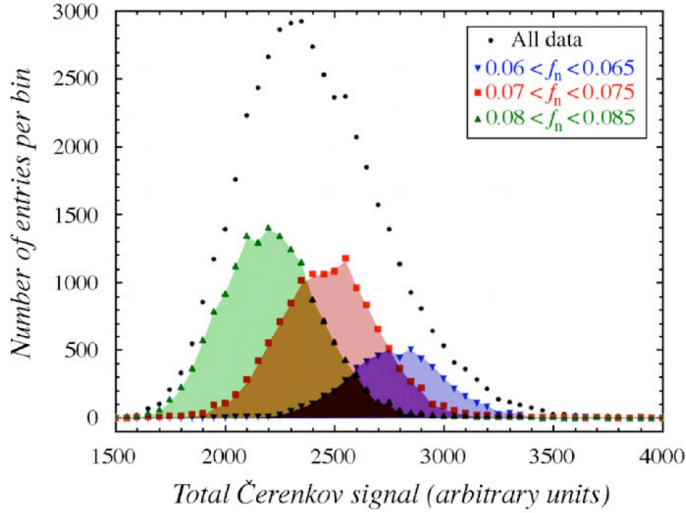 3000
2500
2000
1500
1000
500
0
Number of entries per bin
All data
0.06 < fn < 0.065
0.07 < fn < 0.075
0.08 < fn < 0.085
1500 2000 2500 3000 3500 4000
Total Čerenkov signal (arbitrary units)